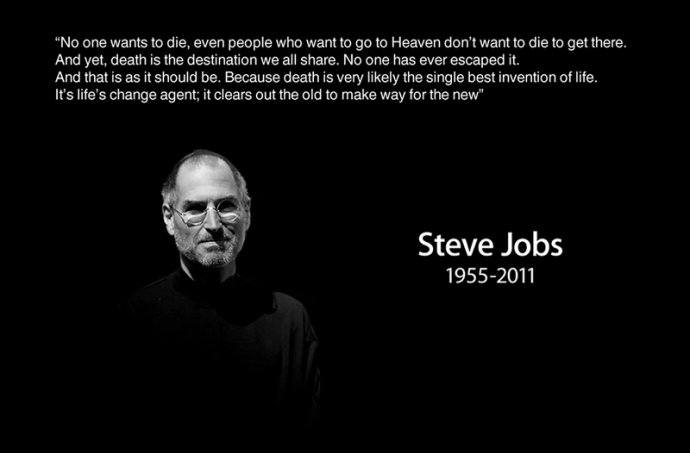 “No one wants to die, even people who want to go to Heaven don’t want to die to get there.
And yet, death is the destination we all share. No one has ever escaped it.
And that is as it should be. Because death is very likely the single best invention of life.
It’s life’s change agent; it clears out the old to make way for the new”
Steve Jobs
1955-2011